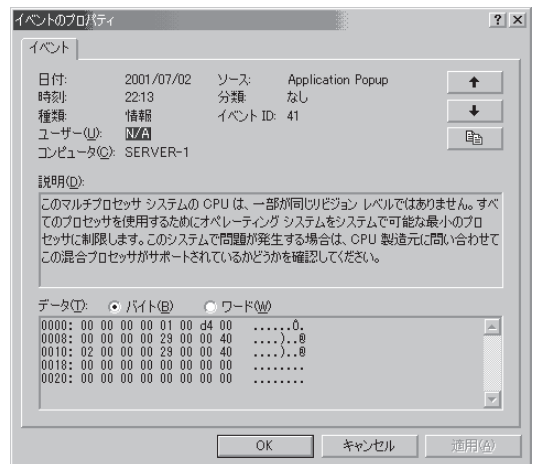 イベントのプロパティ
イベント
日付: 2001/07/02 ソース: Application Popup
時刻: 22:13 分類: なし
種類: 情報 イベント ID: 41
ユーザー(U): N/A
コンピュータ(C): SERVER-1
説明(D):
このマルチプロセッサ システムの CPU は、一部が同じリビジョン レベルではありません。すべ
てのプロセッサを使用するためにオペレーティング システムをシステムで可能な最小のプロ
セッサに制限します。このシステムで問題が発生する場合は、CPU 製造元に問い合わせて
この混合プロセッサがサポートされているかどうかを確認してください。
データ(T): バイト(B) ワード(W)
0000: 00 00 00 00 01 00 d4 00 ......Ô.
0008: 00 00 00 00 29 00 00 40 ....)..@
0010: 02 00 00 00 29 00 00 40 ....)..@
0018: 00 00 00 00 00 00 00 00 ........
0020: 00 00 00 00 00 00 00 00 ........
OK キャンセル 適用(A)